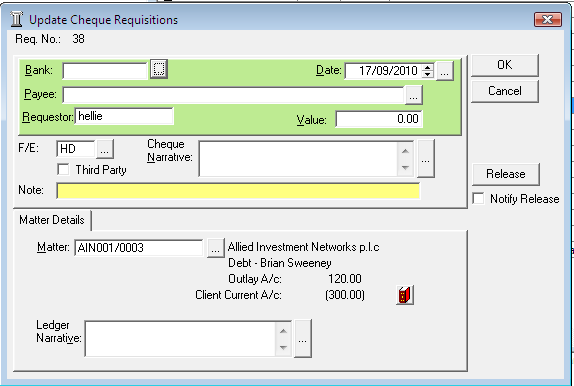 Update Cheque Requisitions
Req. No.: 38
Bank: Date: 17/09/2010 ...
OK
Payee: ...
Cancel
Requestor: hellie Value: 0.00
F/E: HD ... Cheque Narrative: ...
Third Party
Release
Note:
Notify Release
Matter Details
Matter: AIN001/0003 ... Allied Investment Networks p.l.c
Debt - Brian Sweeney
Outlay A/c: 120.00
Client Current A/c: (300.00)
Ledger
Narrative: ...